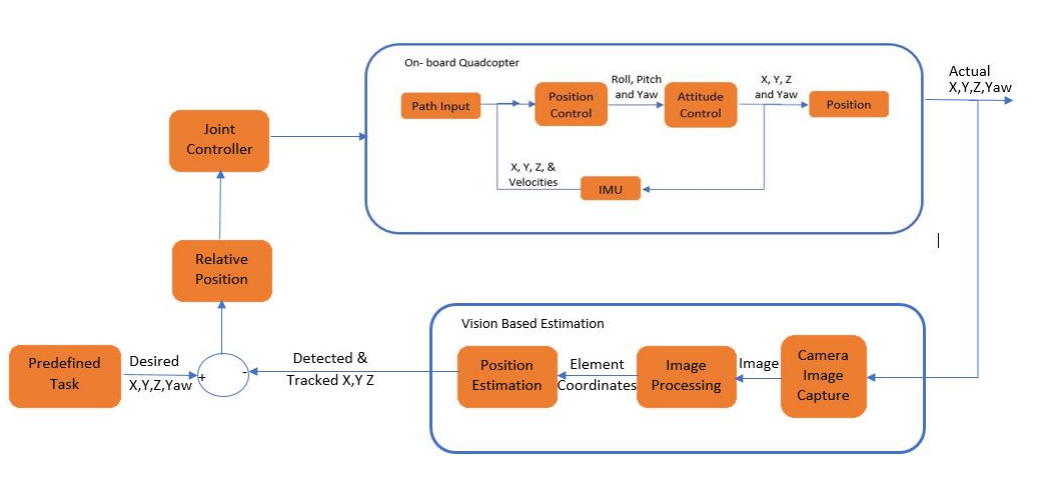 On- board Quadcopter
Path Input
Position
Control
Roll, Pitch
and Yaw
Attitude
Control
X, Y, Z
and Yaw
Position
X, Y, Z, &
Velocities
IMU
Actual
X,Y,Z,Yaw
Joint
Controller
Relative
Position
Predefined
Task
Desired
X,Y,Z,Yaw
+
-
Detected &
Tracked X,Y Z
Vision Based Estimation
Position
Estimation
Element
Coordinates
Image
Processing
Image
Camera
Image
Capture